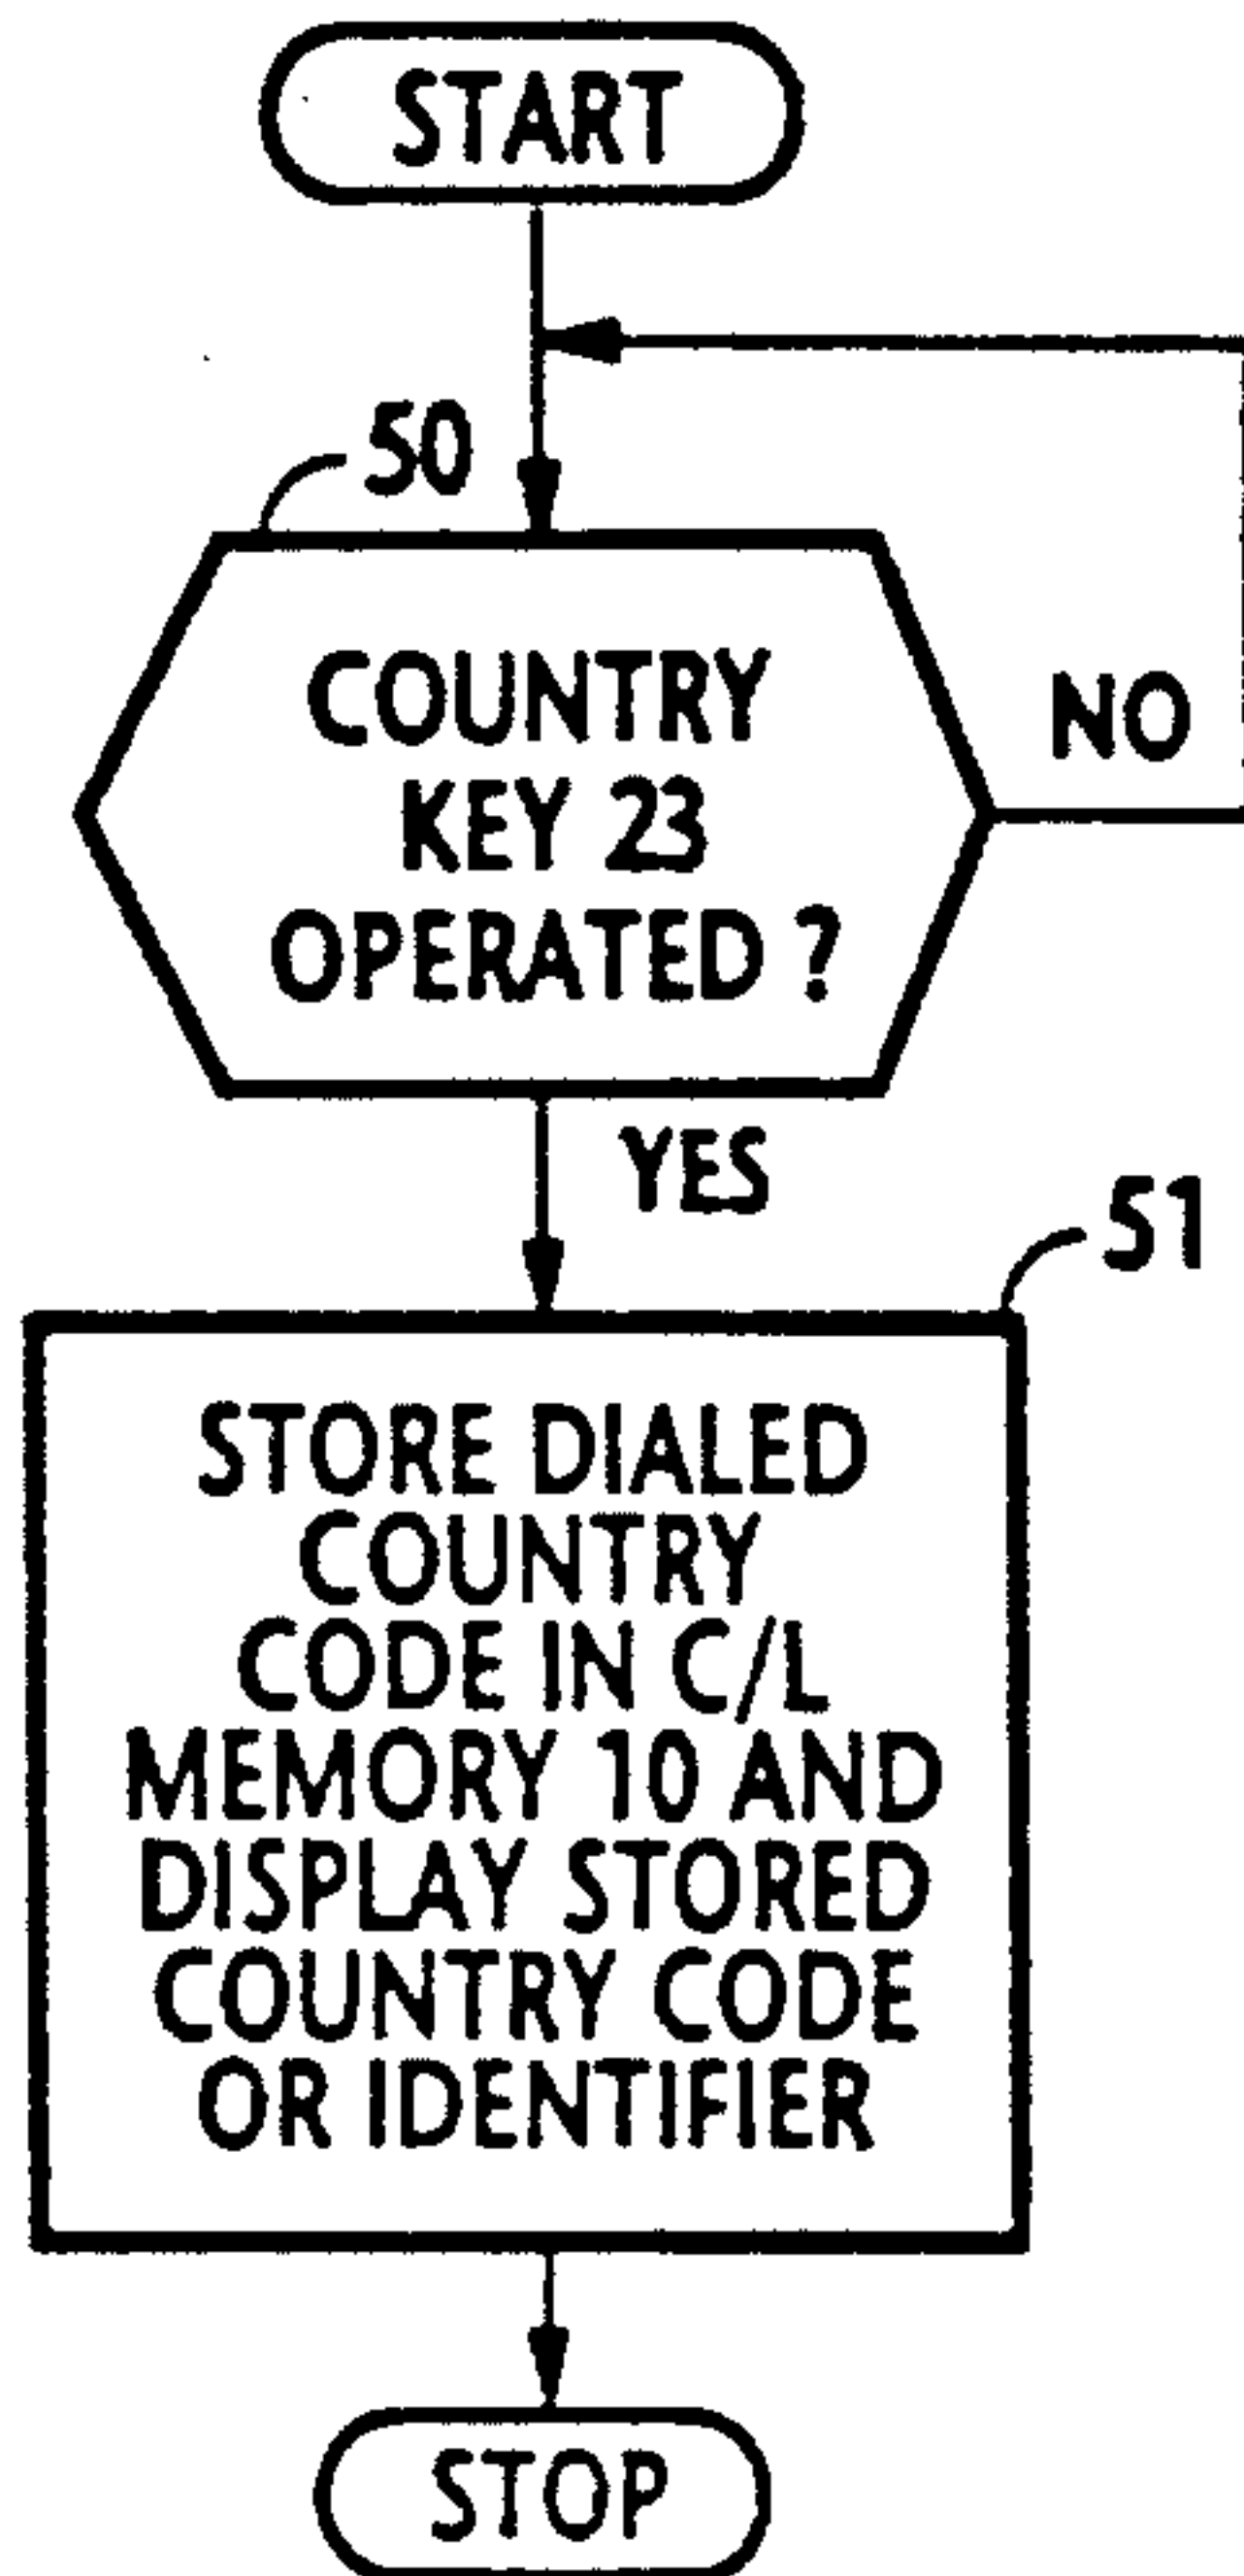 START
50
COUNTRY
KEY 23
OPERATED ?
NO
YES
51
STORE DIALED
COUNTRY
CODE IN C/L
MEMORY 10 AND
DISPLAY STORED
COUNTRY CODE
OR IDENTIFIER
STOP